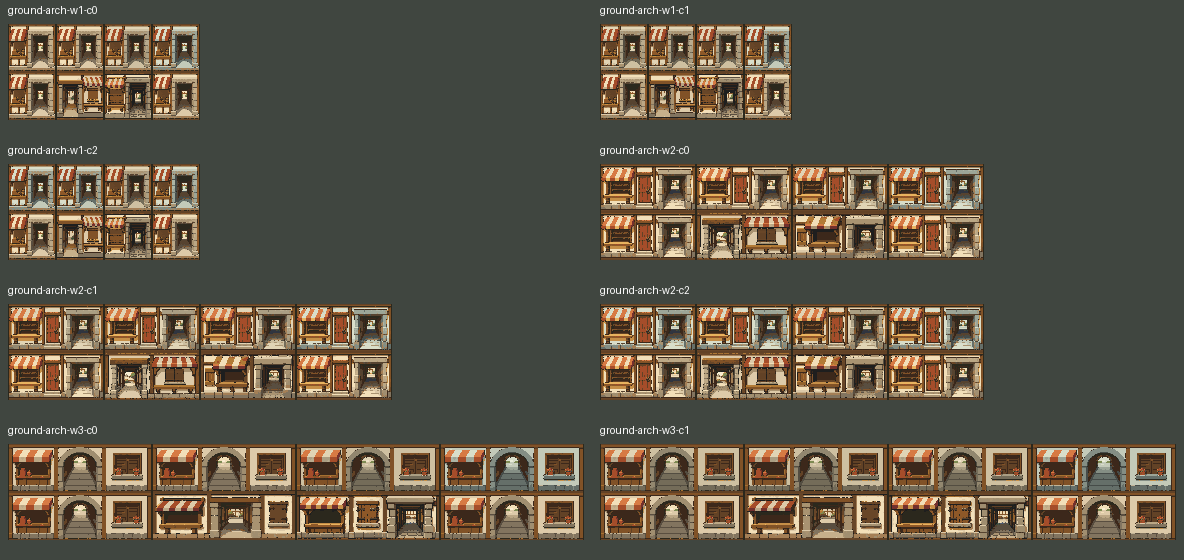 ground-arch-w1-c0
ground-arch-w1-c1
ground-arch-w1-c2
ground-arch-w2-c0
ground-arch-w2-c1
ground-arch-w2-c2
ground-arch-w3-c0
ground-arch-w3-c1